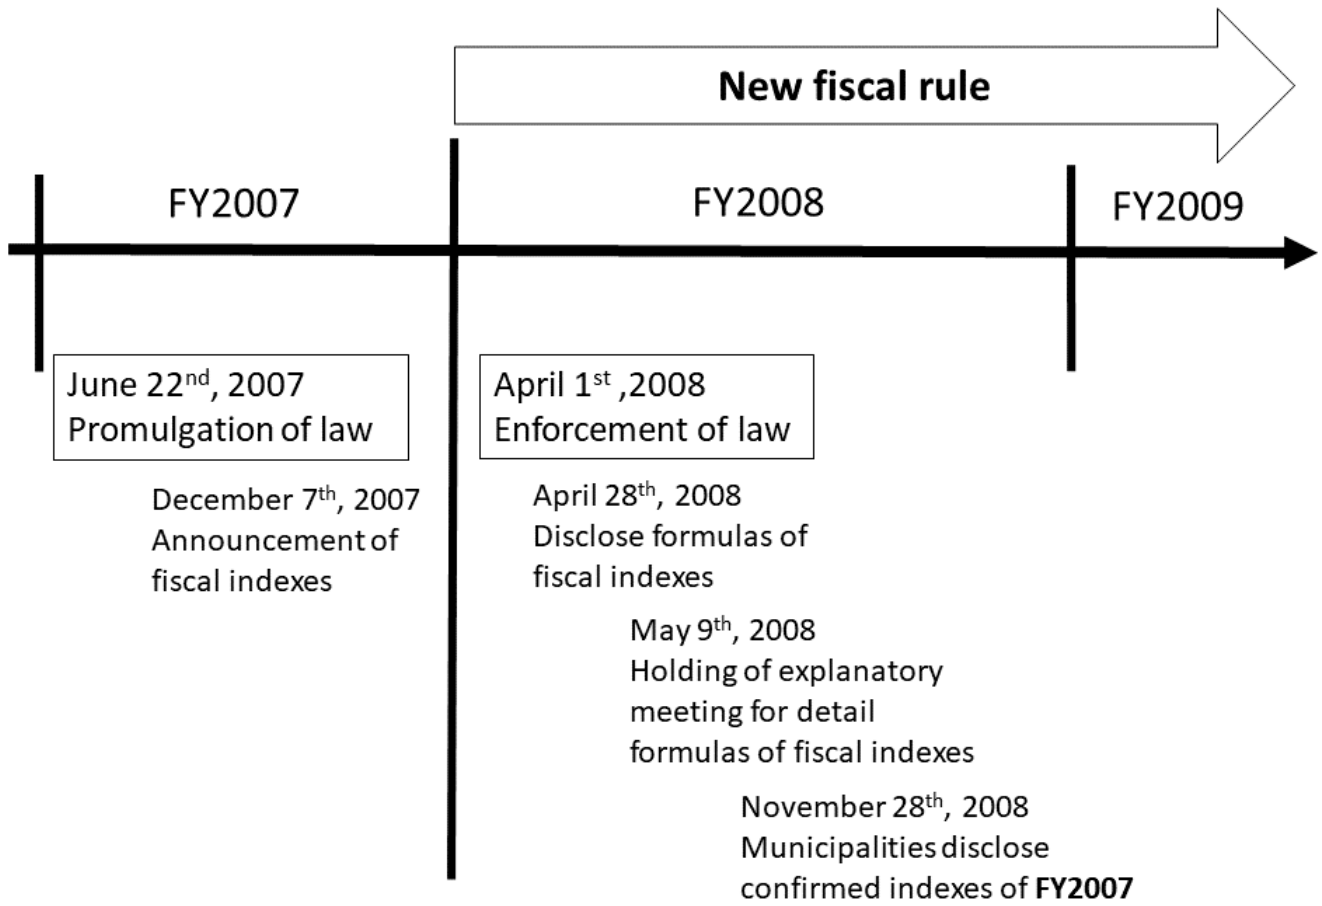 New fiscal rule
FY2007
FY2008
FY2009
June 22nd, 2007
Promulgation of law
December 7th, 2007
Announcement of
fiscal indexes
April 1st ,2008
Enforcement of law
April 28th, 2008
Disclose formulas of
fiscal indexes
May 9th, 2008
Holding of explanatory
meeting for detail
formulas of fiscal indexes
November 28th, 2008
Municipalities disclose
confirmed indexes of FY2007